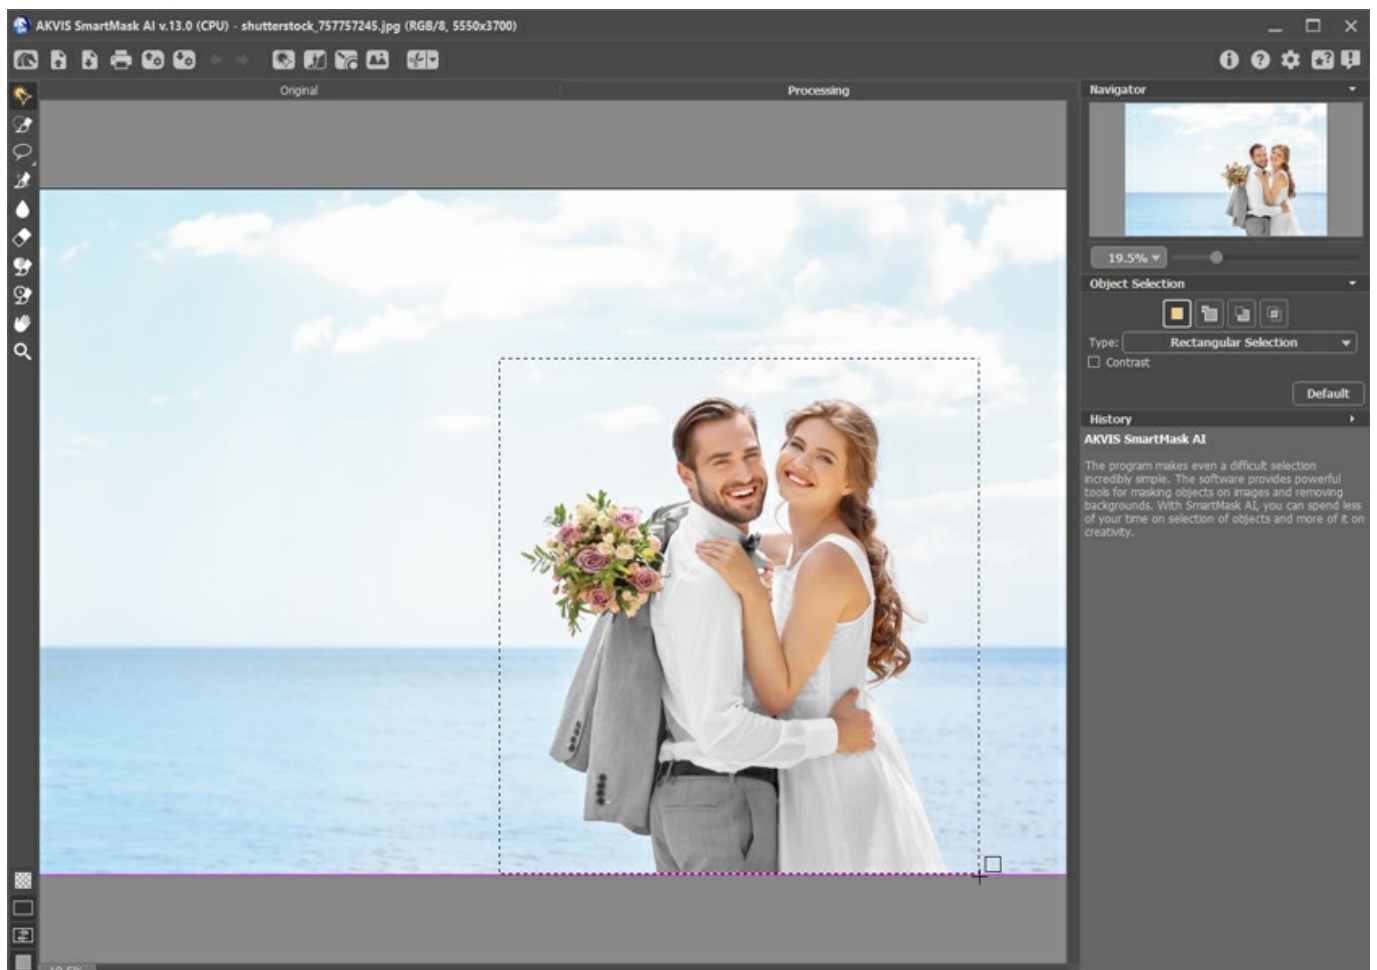 AKVIS SmartMask AI v.13.0 (CPU) - shutterstock_757757245.jpg (RGB/8, 5550x3700)
Original
Processing
Navigator
19.5%
Object Selection
Type: Rectangular Selection
Contrast
Default
History
AKVIS SmartMask AI
The program makes even a difficult selection
incredibly simple. The software provides powerful
tools for masking objects on images and removing
backgrounds. With SmartMask AI, you can spend less
of your time on selection of objects and more of it on
creativity.